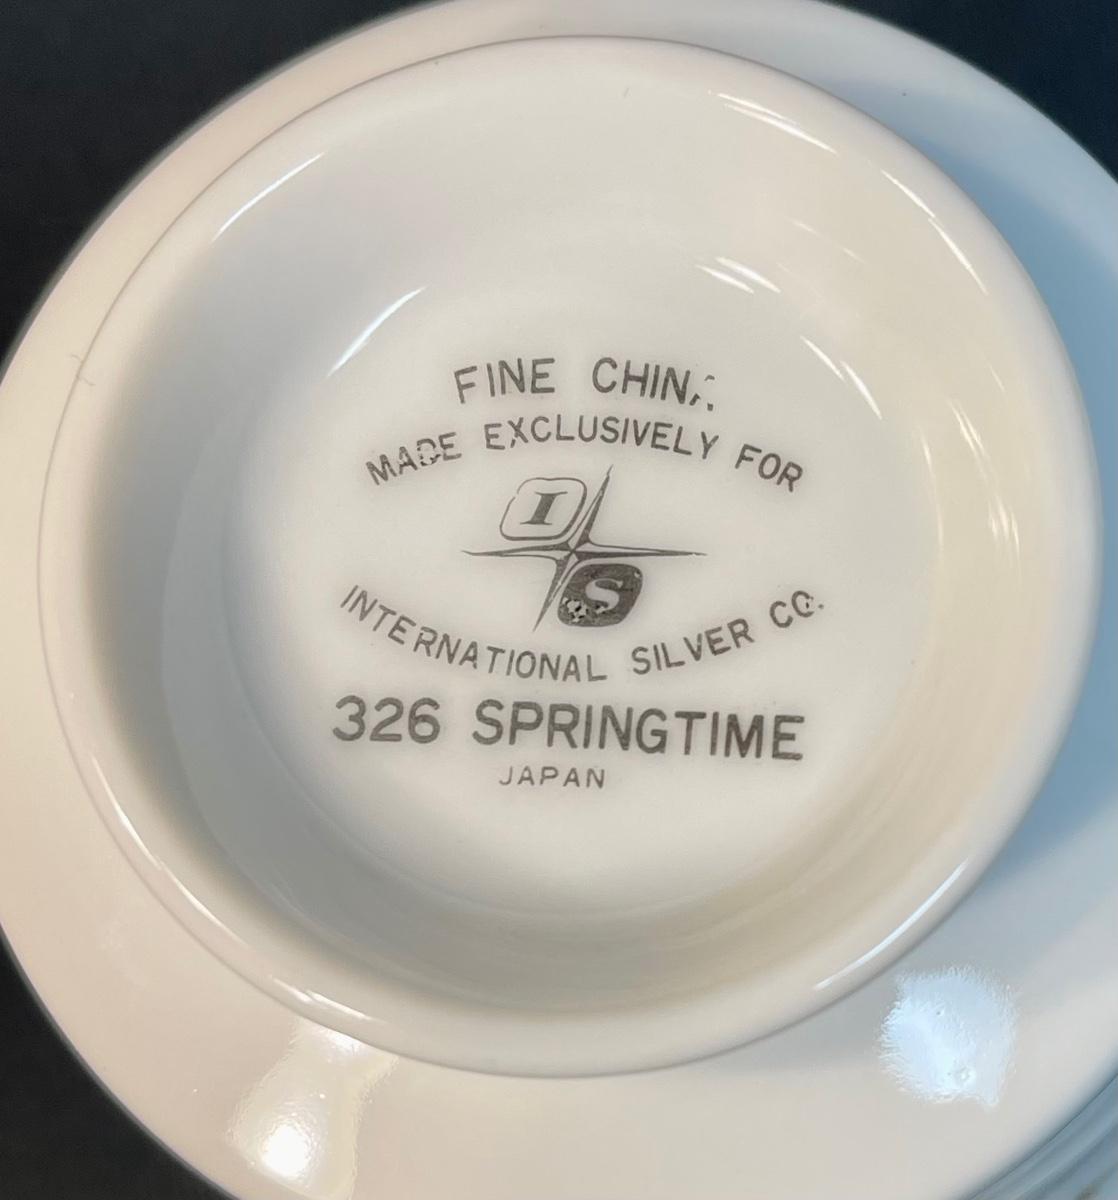 FINE CHINA
MADE EXCLUSIVELY FOR
I
S
INTERNATIONAL SILVER CO.
326 SPRINGTIME
JAPAN